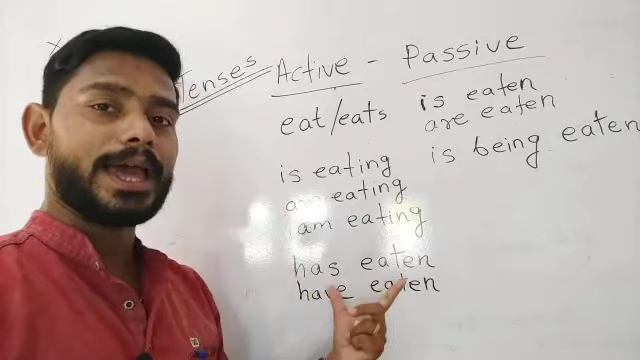 Tenses
Active - Passive
eat/eats
is eaten
are eaten
is being eaten
is eating
are eating
am eating
has eaten
have eaten